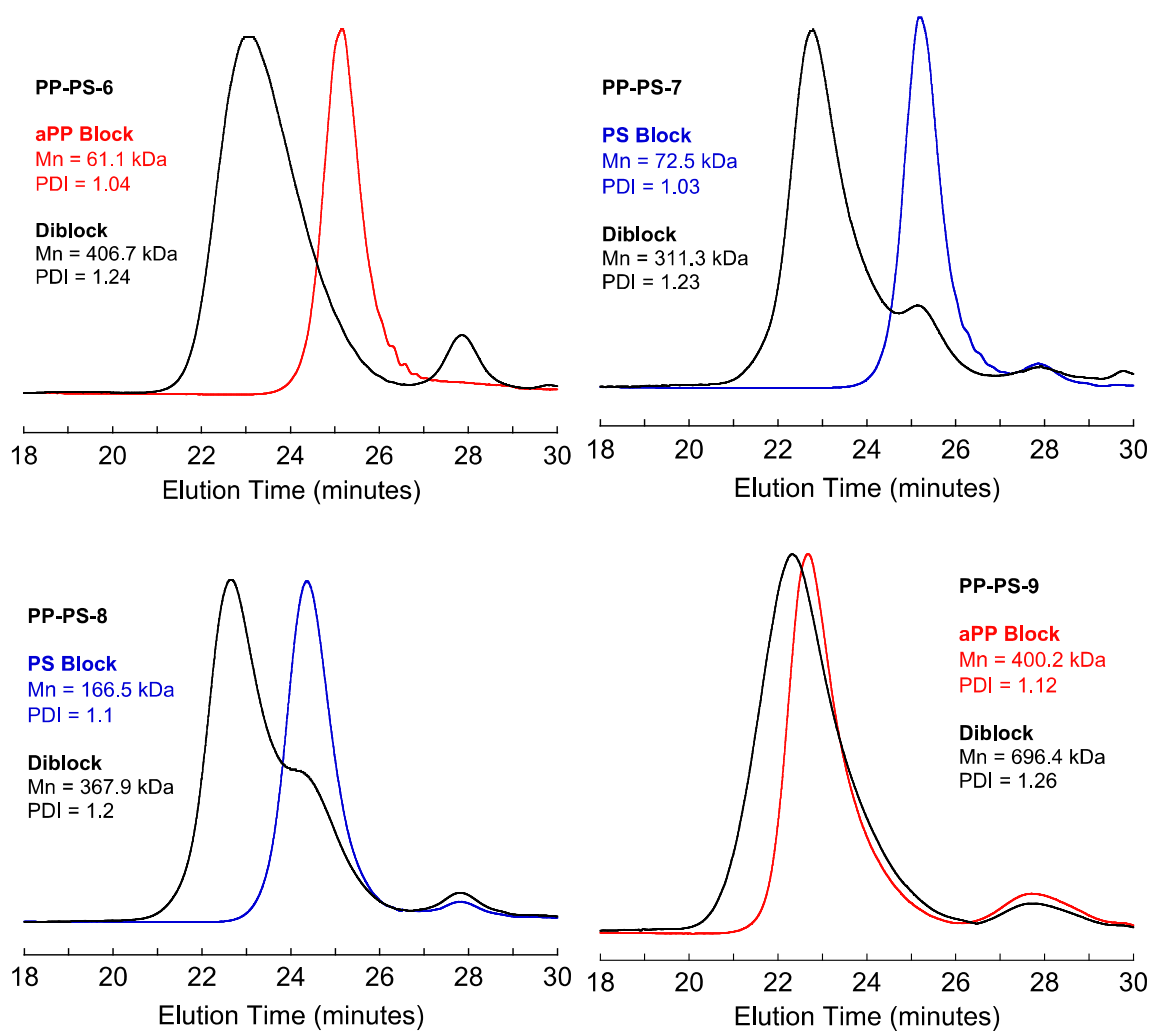 PP-PS-6
aPP Block
Mn = 61.1 kDa
PDI = 1.04
Diblock
Mn = 406.7 kDa
PDI = 1.24
18 20 22 24 26 28 30
Elution Time (minutes)
PP-PS-7
PS Block
Mn = 72.5 kDa
PDI = 1.03
Diblock
Mn = 311.3 kDa
PDI = 1.23
18 20 22 24 26 28 30
Elution Time (minutes)
PP-PS-8
PS Block
Mn = 166.5 kDa
PDI = 1.1
Diblock
Mn = 367.9 kDa
PDI = 1.2
18 20 22 24 26 28 30
Elution Time (minutes)
PP-PS-9
aPP Block
Mn = 400.2 kDa
PDI = 1.12
Diblock
Mn = 696.4 kDa
PDI = 1.26
18 20 22 24 26 28 30
Elution Time (minutes)